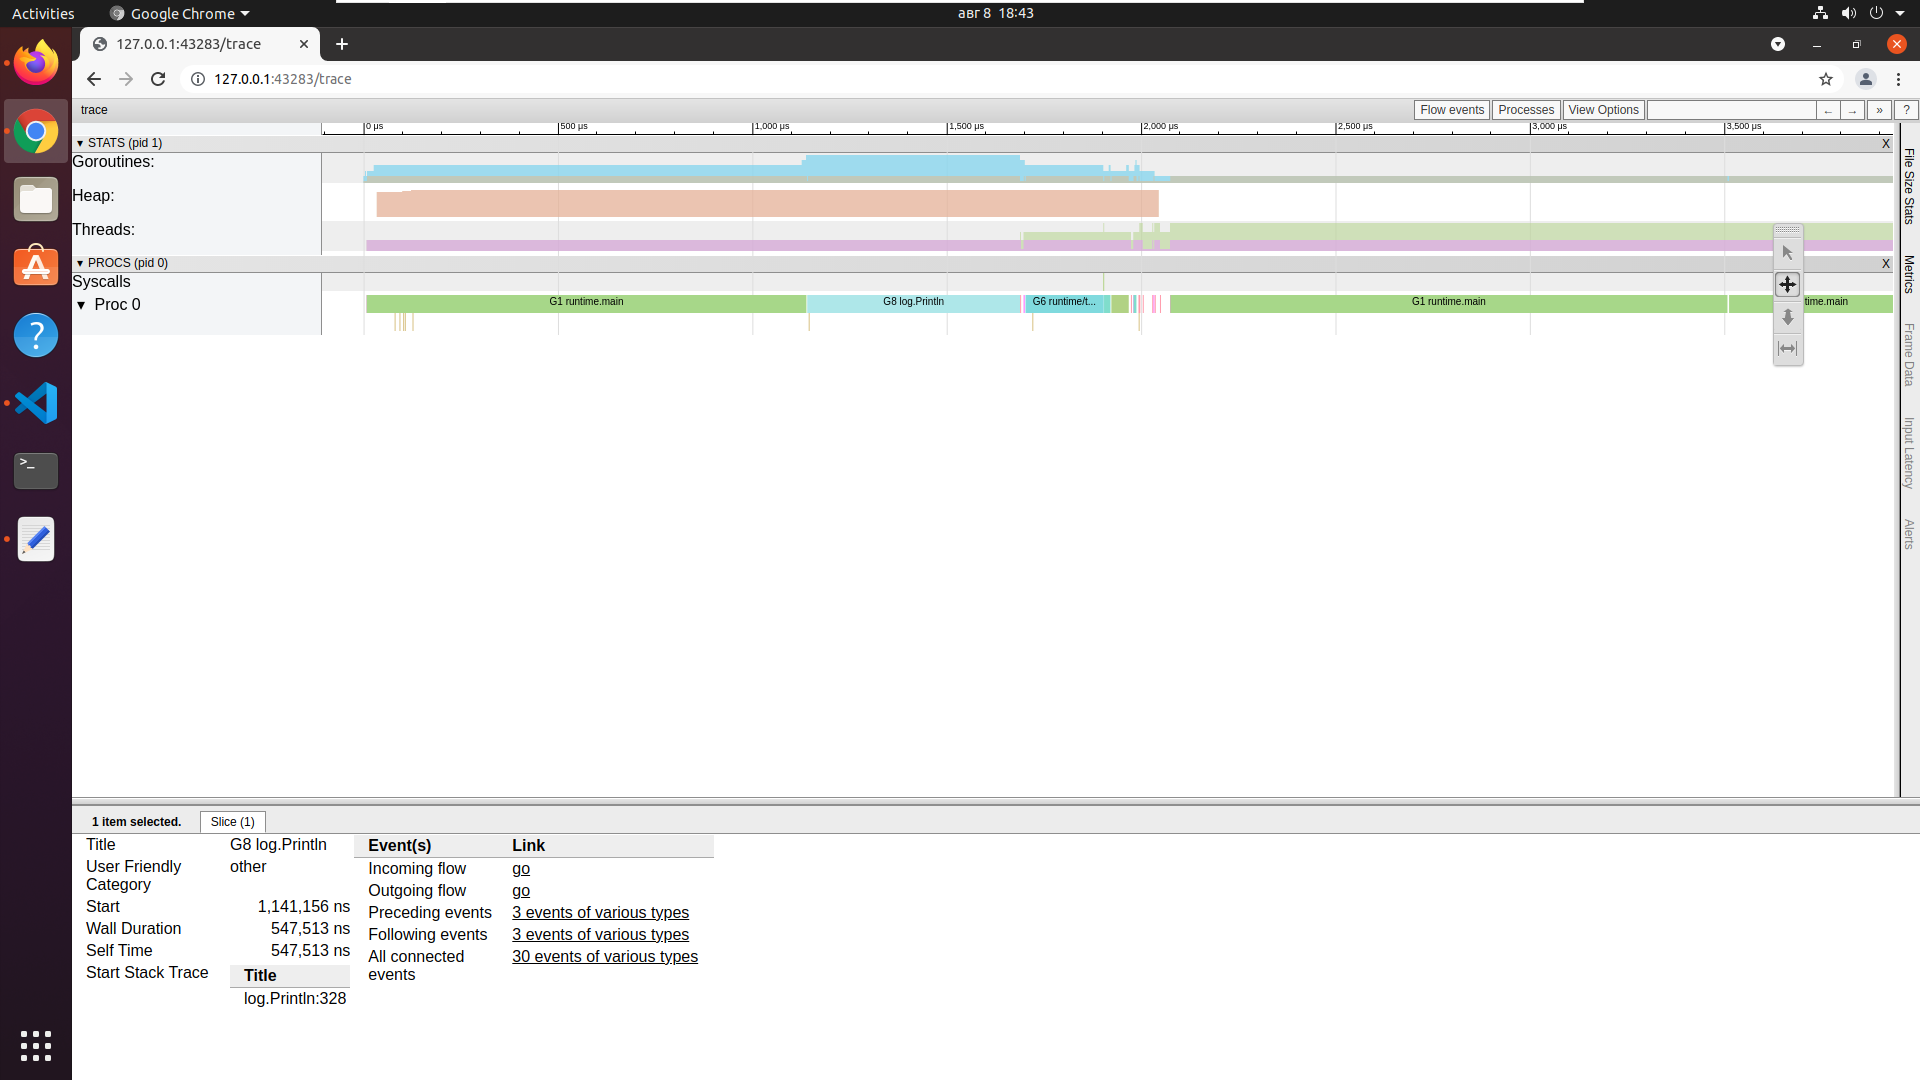 Activities
Google Chrome
авг 8 18:43
127.0.0.1:43283/trace
127.0.0.1:43283/trace
trace
Flow events
Processes
View Options
←
→
»
?
0 μs
500 μs
1,000 μs
1,500 μs
2,000 μs
2,500 μs
3,000 μs
3,500 μs
▾ STATS (pid 1)
X
Goroutines:
Heap:
Threads:
▾ PROCS (pid 0)
X
Syscalls
▾ Proc 0
G1 runtime.main
G8 log.Println
G6 runtime/t...
G1 runtime.main
time.main
File Size Stats
Metrics
Frame Data
Input Latency
Alerts
1 item selected.
Slice (1)
Title
G8 log.Println
User Friendly
Category
other
Start
1,141,156 ns
Wall Duration
547,513 ns
Self Time
547,513 ns
Start Stack Trace
Title
log.Println:328
Event(s)
Link
Incoming flow
go
Outgoing flow
go
Preceding events
3 events of various types
Following events
3 events of various types
All connected
events
30 events of various types